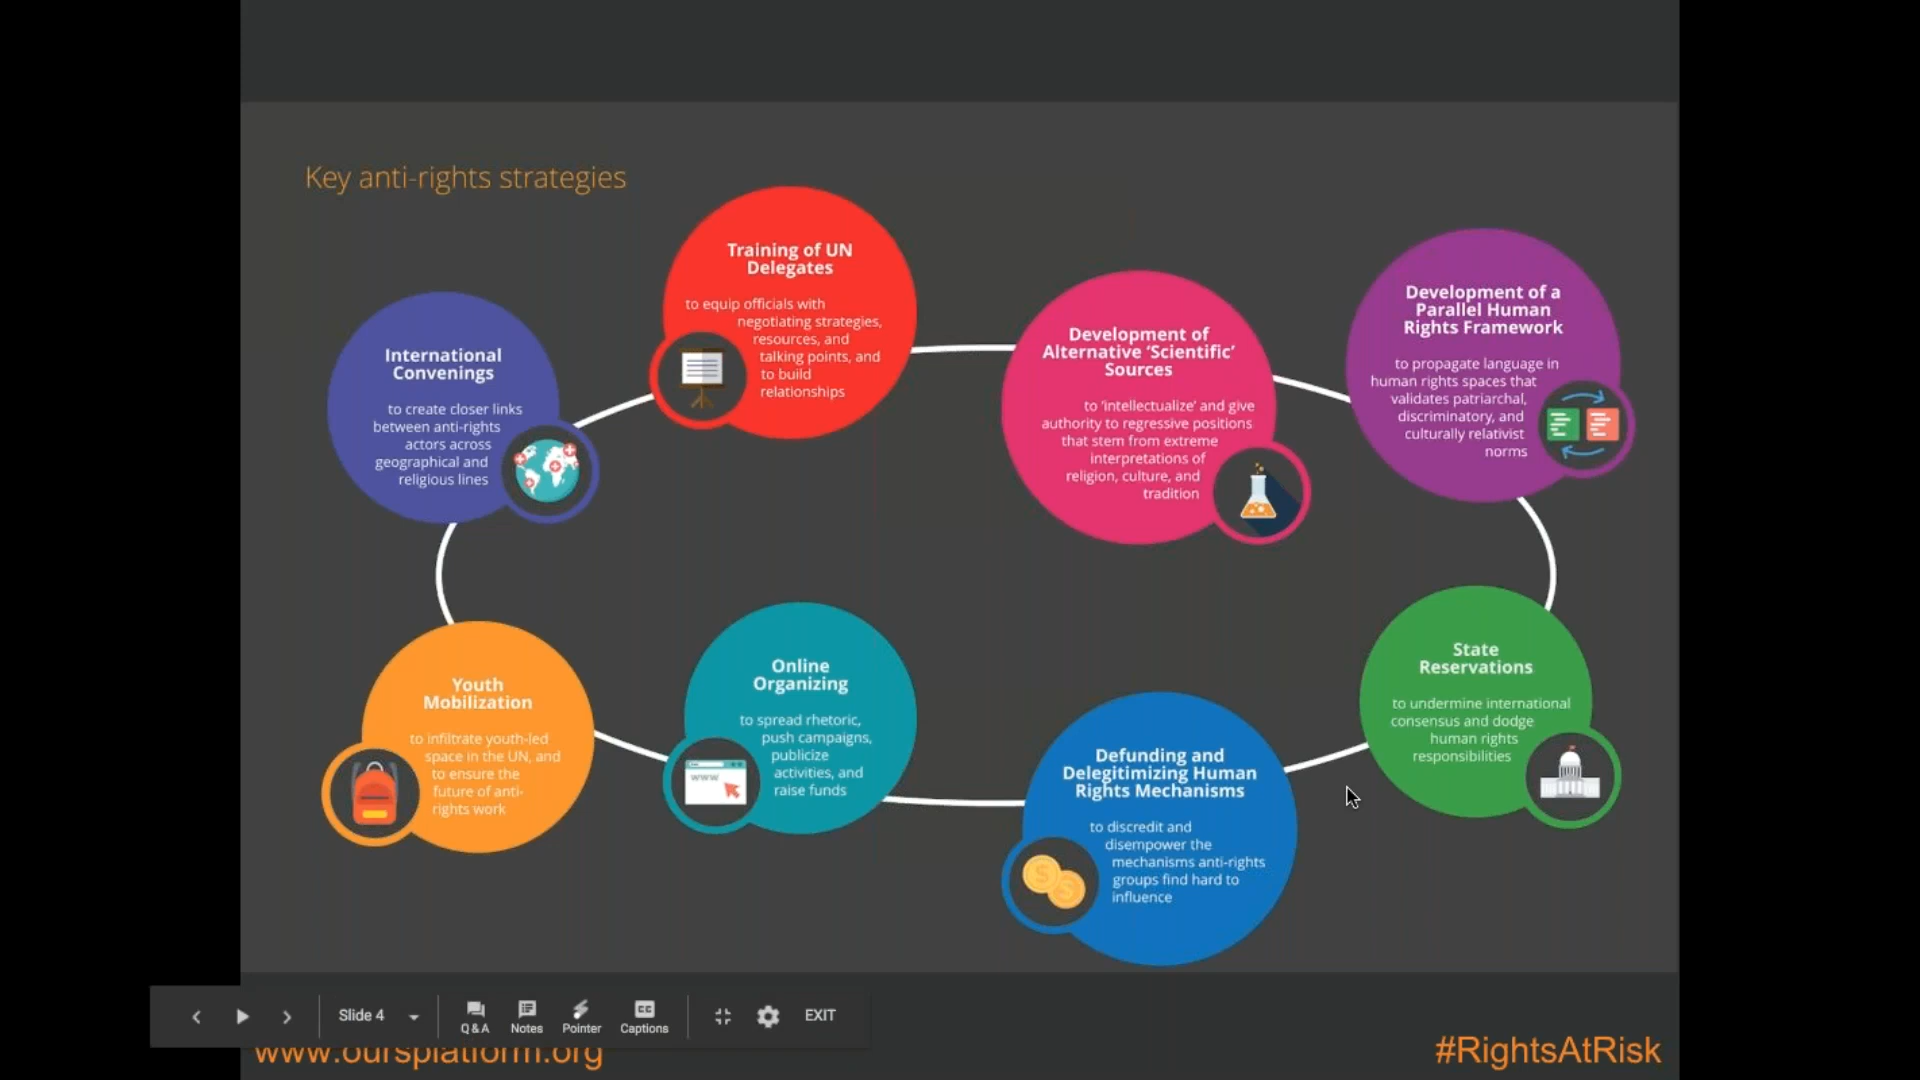 Key anti-rights strategies
International
Convenings
to create closer links
between anti-rights
actors across
geographical and
religious lines
Training of UN
Delegates
to equip officials with
negotiating strategies,
resources, and
talking points, and
to build
relationships
Development of
Alternative ‘Scientific’
Sources
to ‘intellectualize’ and give
authority to regressive positions
that stem from extreme
interpretations of
religion, culture, and
tradition
Development of a
Parallel Human
Rights Framework
to propagate language in
human rights spaces that
validates patriarchal,
discriminatory, and
culturally relativist
norms
Youth
Mobilization
to infiltrate youth-led
space in the UN, and
to ensure the
future of anti-
rights work
Online
Organizing
to spread rhetoric,
push campaigns,
publicize
activities, and
raise funds
www
Defunding and
Delegitimizing Human
Rights Mechanisms
to discredit and
disempower the
mechanisms anti-rights
groups find hard to
influence
State
Reservations
to undermine international
consensus and dodge
human rights
responsibilities
Slide 4
Q&A
Notes
Pointer
CC
Captions
EXIT
www.oursplatform.org
#RightsAtRisk